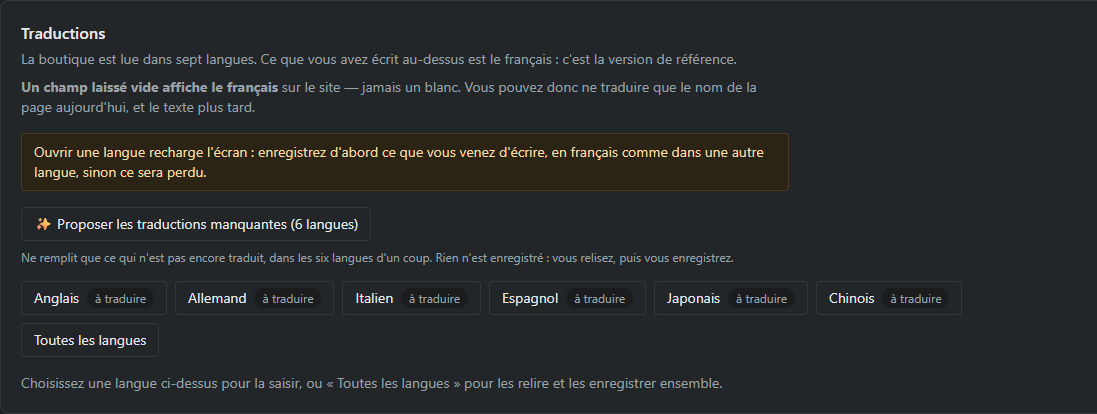 Traductions
La boutique est lue dans sept langues. Ce que vous avez écrit au-dessus est le français : c'est la version de référence.
Un champ laissé vide affiche le français sur le site — jamais un blanc. Vous pouvez donc ne traduire que le nom de la
page aujourd'hui, et le texte plus tard.
Ouvrir une langue recharge l'écran : enregistrez d'abord ce que vous venez d'écrire, en français comme dans une autre
langue, sinon ce sera perdu.
✨ Proposer les traductions manquantes (6 langues)
Ne remplit que ce qui n'est pas encore traduit, dans les six langues d'un coup. Rien n'est enregistré : vous relisez, puis vous enregistrez.
Anglais à traduire Allemand à traduire Italien à traduire Espagnol à traduire Japonais à traduire Chinois à traduire
Toutes les langues
Choisissez une langue ci-dessus pour la saisir, ou « Toutes les langues » pour les relire et les enregistrer ensemble.